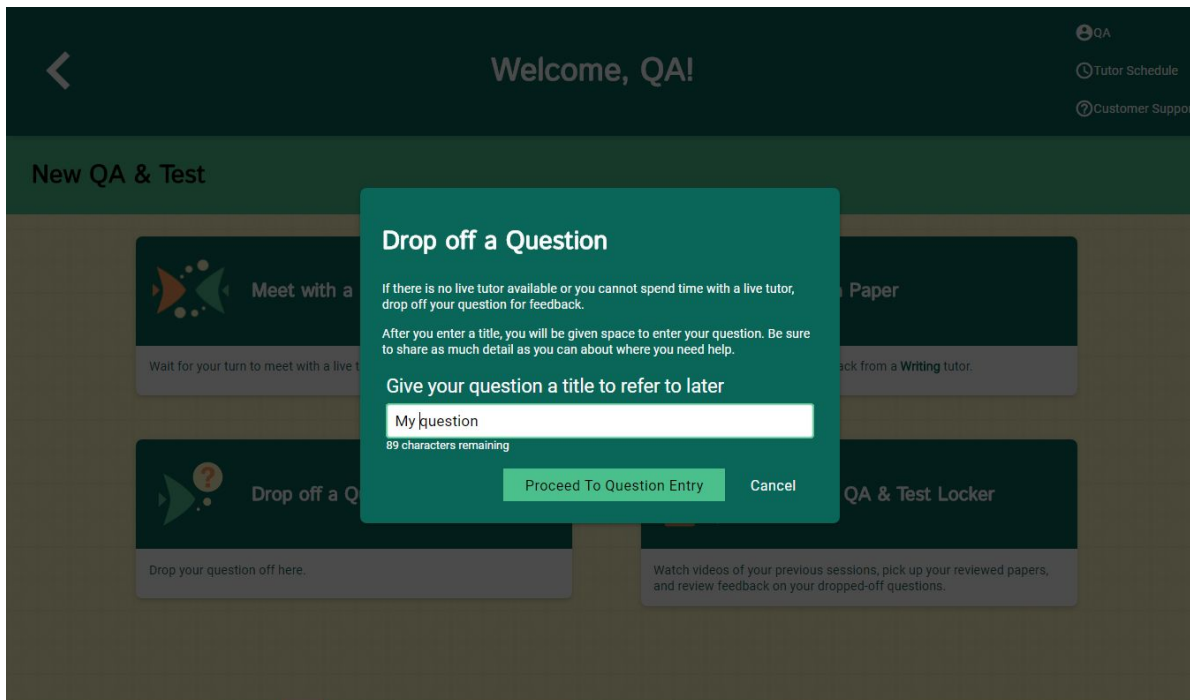 QA
Welcome, QA!
Tutor Schedule
Customer Suppor
New QA & Test
Drop off a Question
If there is no live tutor available or you cannot spend time with a live tutor,
drop off your question for feedback.
After you enter a title, you will be given space to enter your question. Be sure
to share as much detail as you can about where you need help.
Give your question a title to refer to later
My question
89 characters remaining
Proceed To Question Entry
Cancel
Meet with a
Paper
Wait for your turn to meet with a live t
ack from a Writing tutor.
Drop off a Q
QA & Test Locker
Drop your question off here.
Watch videos of your previous sessions, pick up your reviewed papers,
and review feedback on your dropped-off questions.